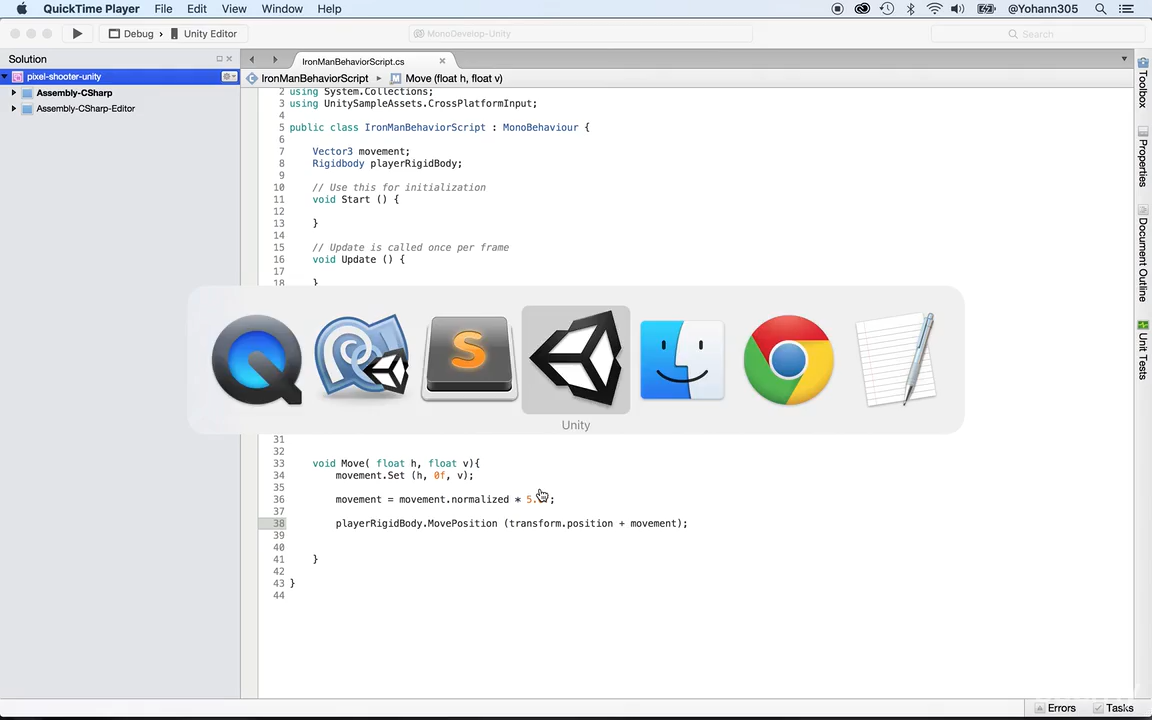 QuickTime Player File Edit View Window Help @Yohann305
Debug › Unity Editor MonoDevelop-Unity Search
Solution
IronManBehaviorScript.cs
pixel-shooter-unity
IronManBehaviorScript ▸ M Move (float h, float v)
Assembly-CSharp
Assembly-CSharp-Editor
2 using System.Collections;
3 using UnitySampleAssets.CrossPlatformInput;
4
5 public class IronManBehaviorScript : MonoBehaviour {
6
7 Vector3 movement;
8 Rigidbody playerRigidBody;
9
10 // Use this for initialization
11 void Start () {
12
13 }
14
15 // Update is called once per frame
16 void Update () {
17
18 }
Unity
31
32
33 void Move( float h, float v){
34 movement.Set (h, 0f, v);
35
36 movement = movement.normalized * 5.
37
38 playerRigidBody.MovePosition (transform.position + movement);
39
40
41 }
42
43 }
44
Toolbox
Properties
Document Outline
Unit Tests
Errors Tasks